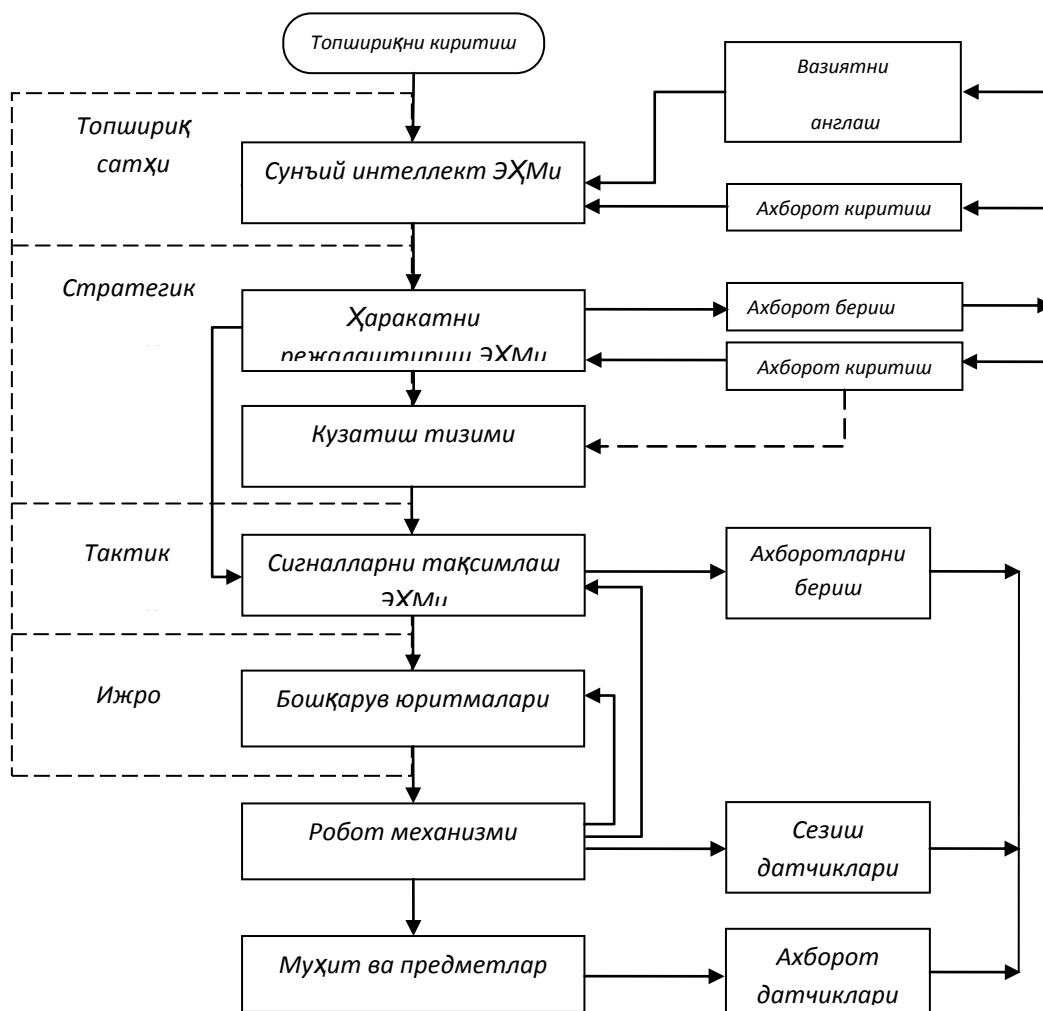 Топшириқни киритиш
Вазиятни
англаш
Топшириқ
сатҳи
Сунъий интеллект ЭҲМи
Ахборот киритиш
Стратегик
Ҳаракатни
режалаштириш ЭҲМи
Ахборот бериш
Ахборот киритиш
Кузатиш тизими
Тактик
Сигналларни тақсимлаш
ЭҲМи
Ахборотларни
бериш
Ижро
Бошқарув юритмалари
Робот механизми
Сезиш
датчиклари
Муҳит ва предметлар
Ахборот
датчиклари